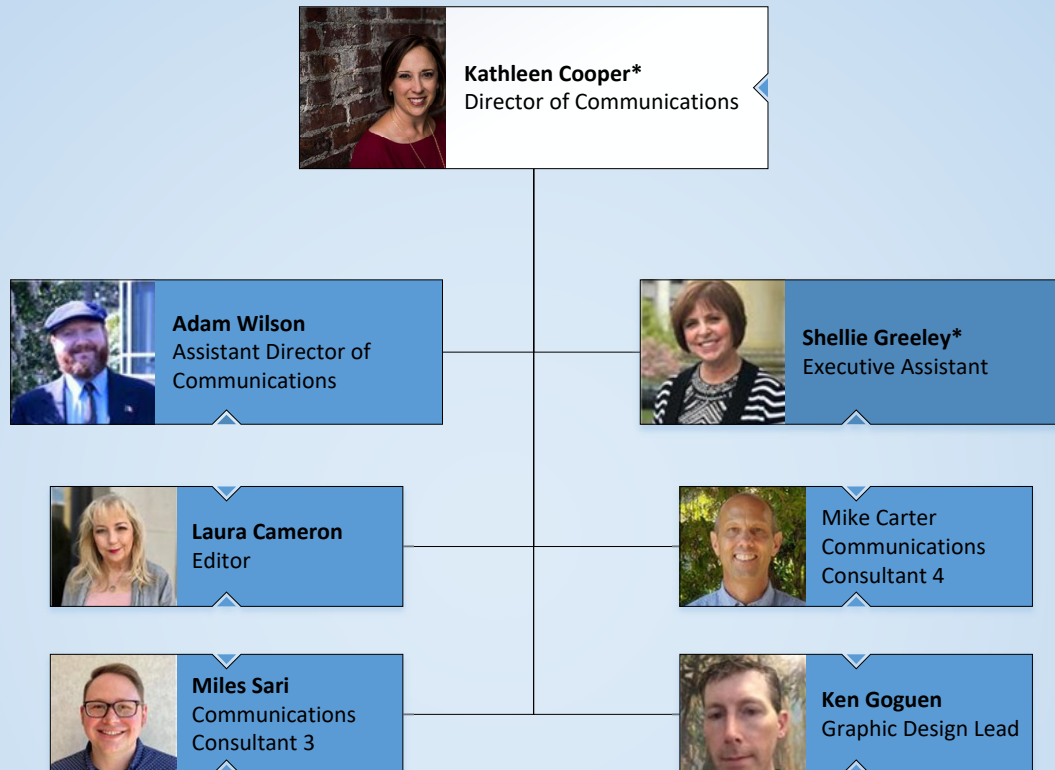 Kathleen Cooper*
Director of Communications
Adam Wilson
Assistant Director of
Communications
Shellie Greeley*
Executive Assistant
Laura Cameron
Editor
Mike Carter
Communications
Consultant 4
Miles Sari
Communications
Consultant 3
Ken Goguen
Graphic Design Lead